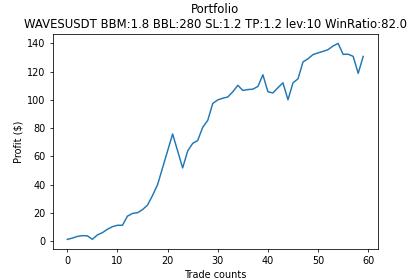 Portfolio
WAVESUSDT BBM:1.8 BBL:280 SL:1.2 TP:1.2 lev:10 WinRatio:82.0
140
120
100
80
60
40
20
0
Profit ($)
0 10 20 30 40 50 60
Trade counts